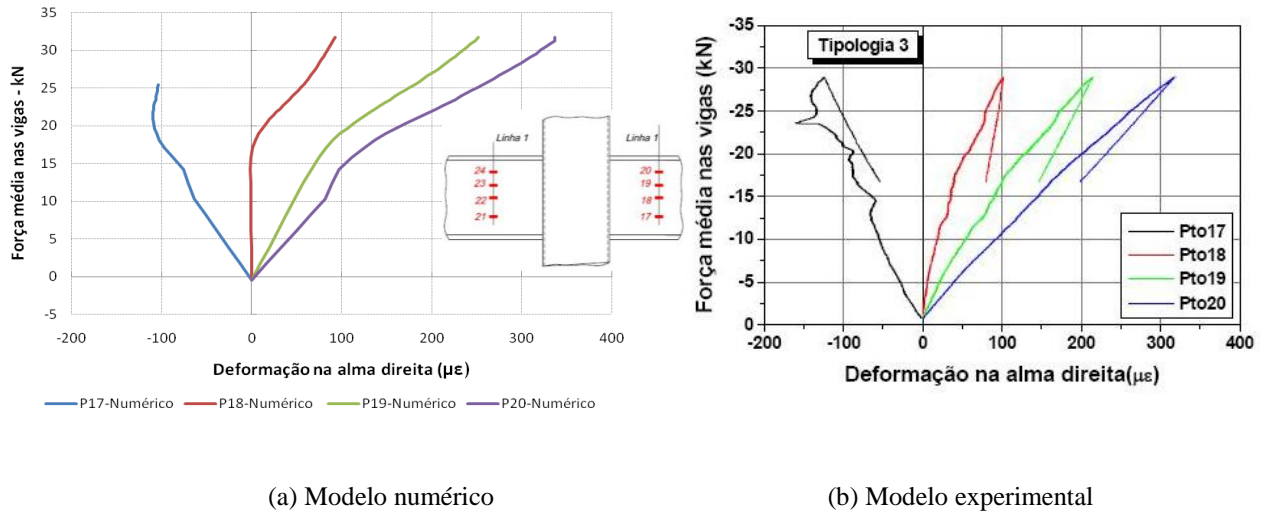 35
30
25
20
15
10
5
0
-5
Força média nas vigas - kN
-200
-100
0
100
200
300
400
Deformação na alma direita (με)
P17-Numérico
P18-Numérico
P19-Numérico
P20-Numérico
Linha 1
24
23
22
21
Linha 1
20
19
18
17
-35
-30
-25
-20
-15
-10
-5
0
Força média nas vigas (kN)
Tipologia 3
Pto17
Pto18
Pto19
Pto20
-200
-100
0
100
200
300
400
Deformação na alma direita(με)
(a) Modelo numérico
(b) Modelo experimental